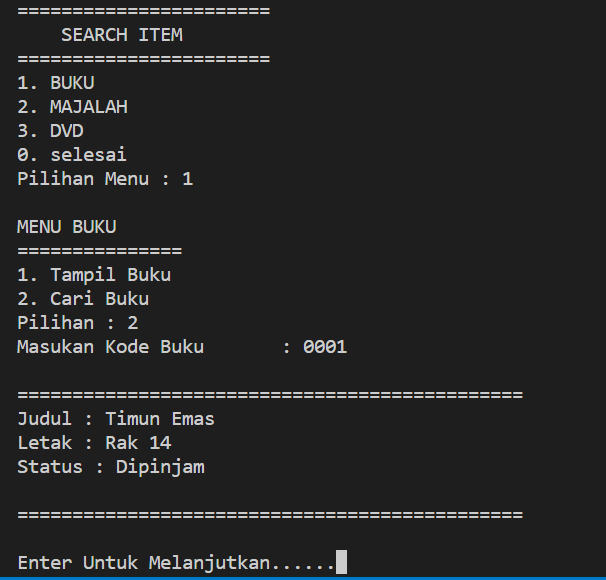 =======================
SEARCH ITEM
=======================
1. BUKU
2. MAJALAH
3. DVD
0. selesai
Pilihan Menu : 1
MENU BUKU
===============
1. Tampil Buku
2. Cari Buku
Pilihan : 2
Masukan Kode Buku       : 0001
==============================================
Judul : Timun Emas
Letak : Rak 14
Status : Dipinjam
==============================================
Enter Untuk Melanjutkan......